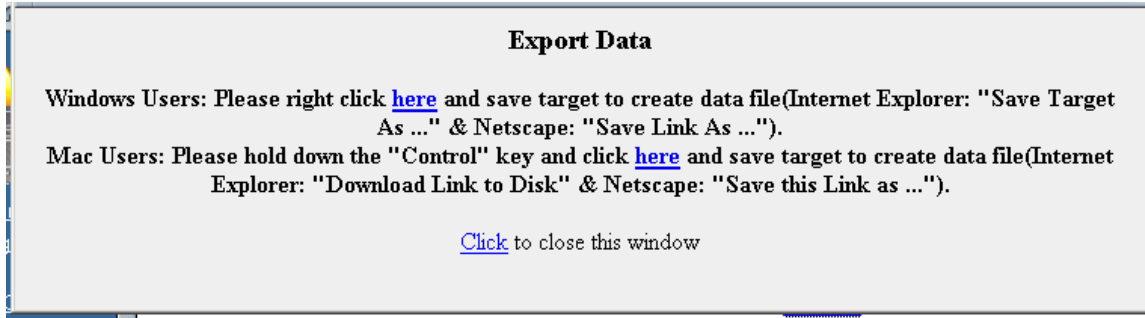 Export Data
Windows Users: Please right click here and save target to create data file(Internet Explorer: "Save Target
As ..." & Netscape: "Save Link As ...").
Mac Users: Please hold down the "Control" key and click here and save target to create data file(Internet
Explorer: "Download Link to Disk" & Netscape: "Save this Link as ...").
Click to close this window